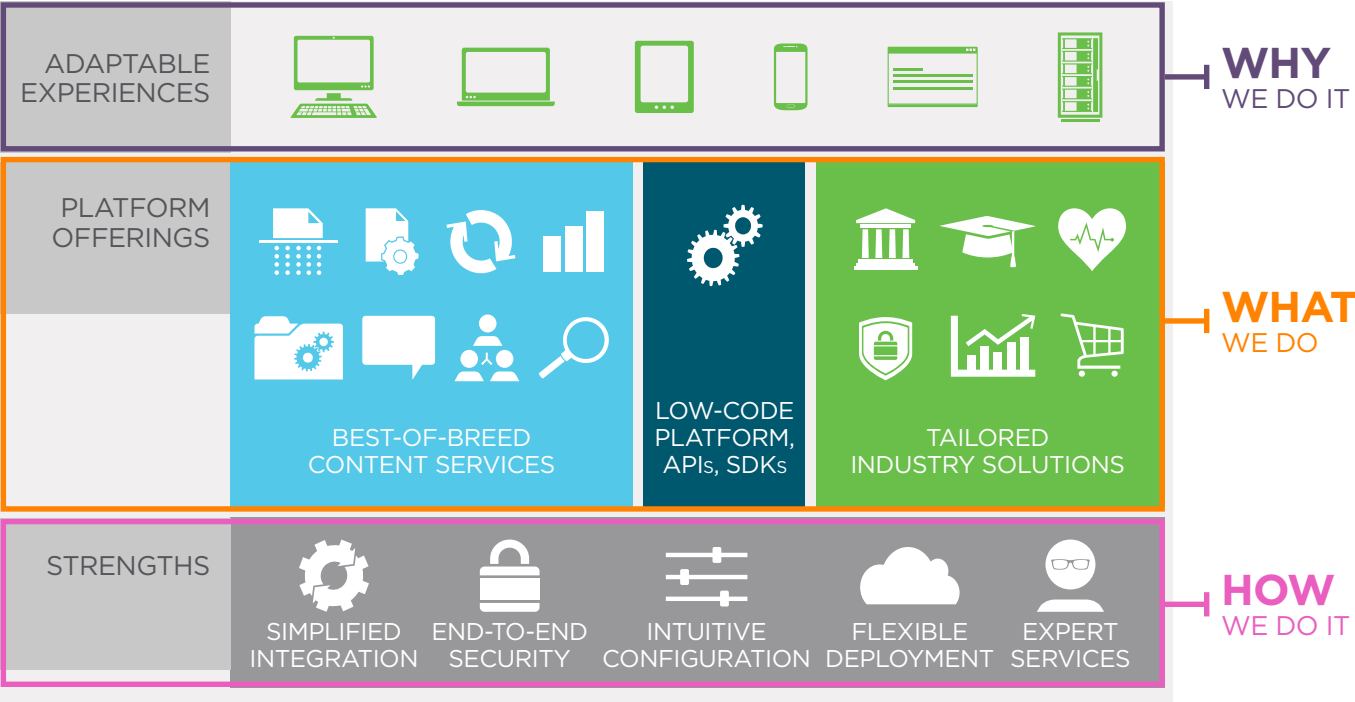 ADAPTABLE
EXPERIENCES
WHY
WE DO IT
PLATFORM
OFFERINGS
BEST-OF-BREED
CONTENT SERVICES
LOW-CODE
PLATFORM,
APIs, SDKs
TAILORED
INDUSTRY SOLUTIONS
WHAT
WE DO
STRENGTHS
SIMPLIFIED
INTEGRATION
END-TO-END
SECURITY
INTUITIVE
CONFIGURATION
FLEXIBLE
DEPLOYMENT
EXPERT
SERVICES
HOW
WE DO IT